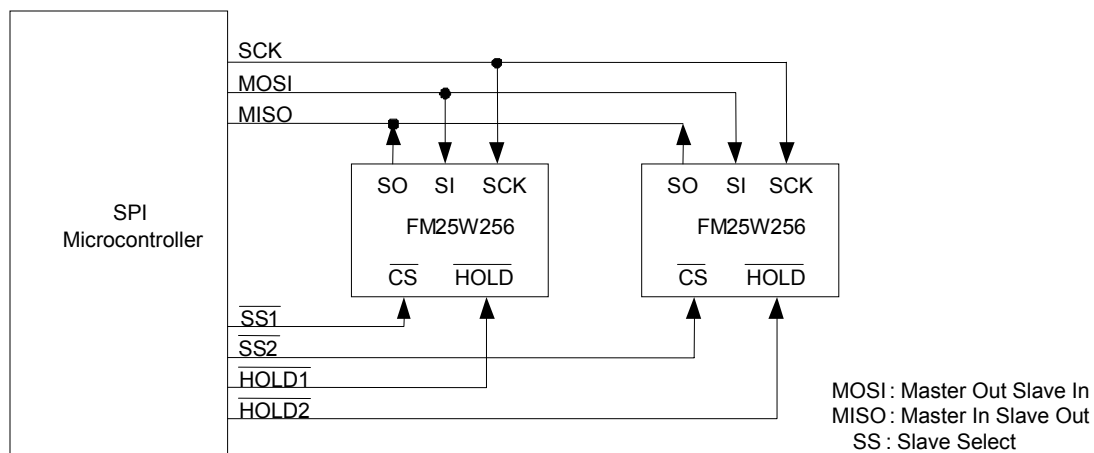 SCK
MOSI
MISO
SPI
Microcontroller
SO SI SCK
FM25W256
CS HOLD
SO SI SCK
FM25W256
CS HOLD
SS1
SS2
HOLD1
HOLD2
MOSI : Master Out Slave In
MISO : Master In Slave Out
SS : Slave Select